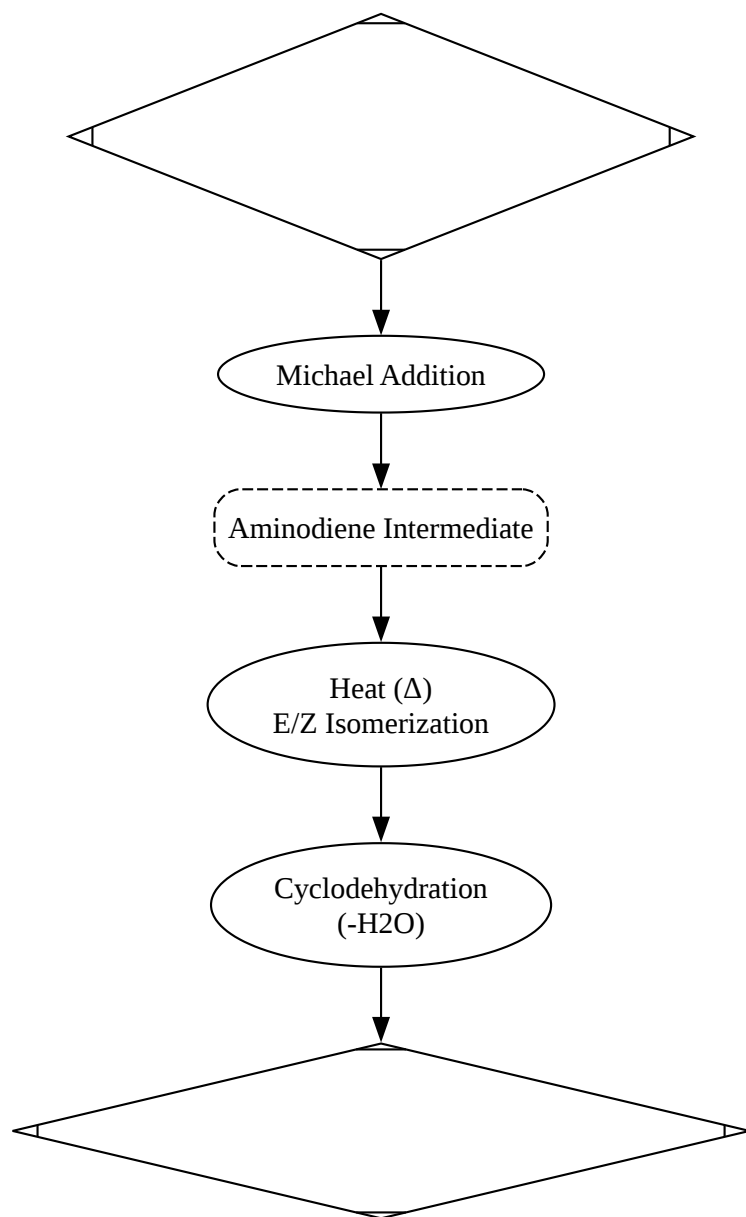 Michael Addition
Aminodiene Intermediate
Heat (Δ)
E/Z Isomerization
Cyclodehydration
(-H2O)